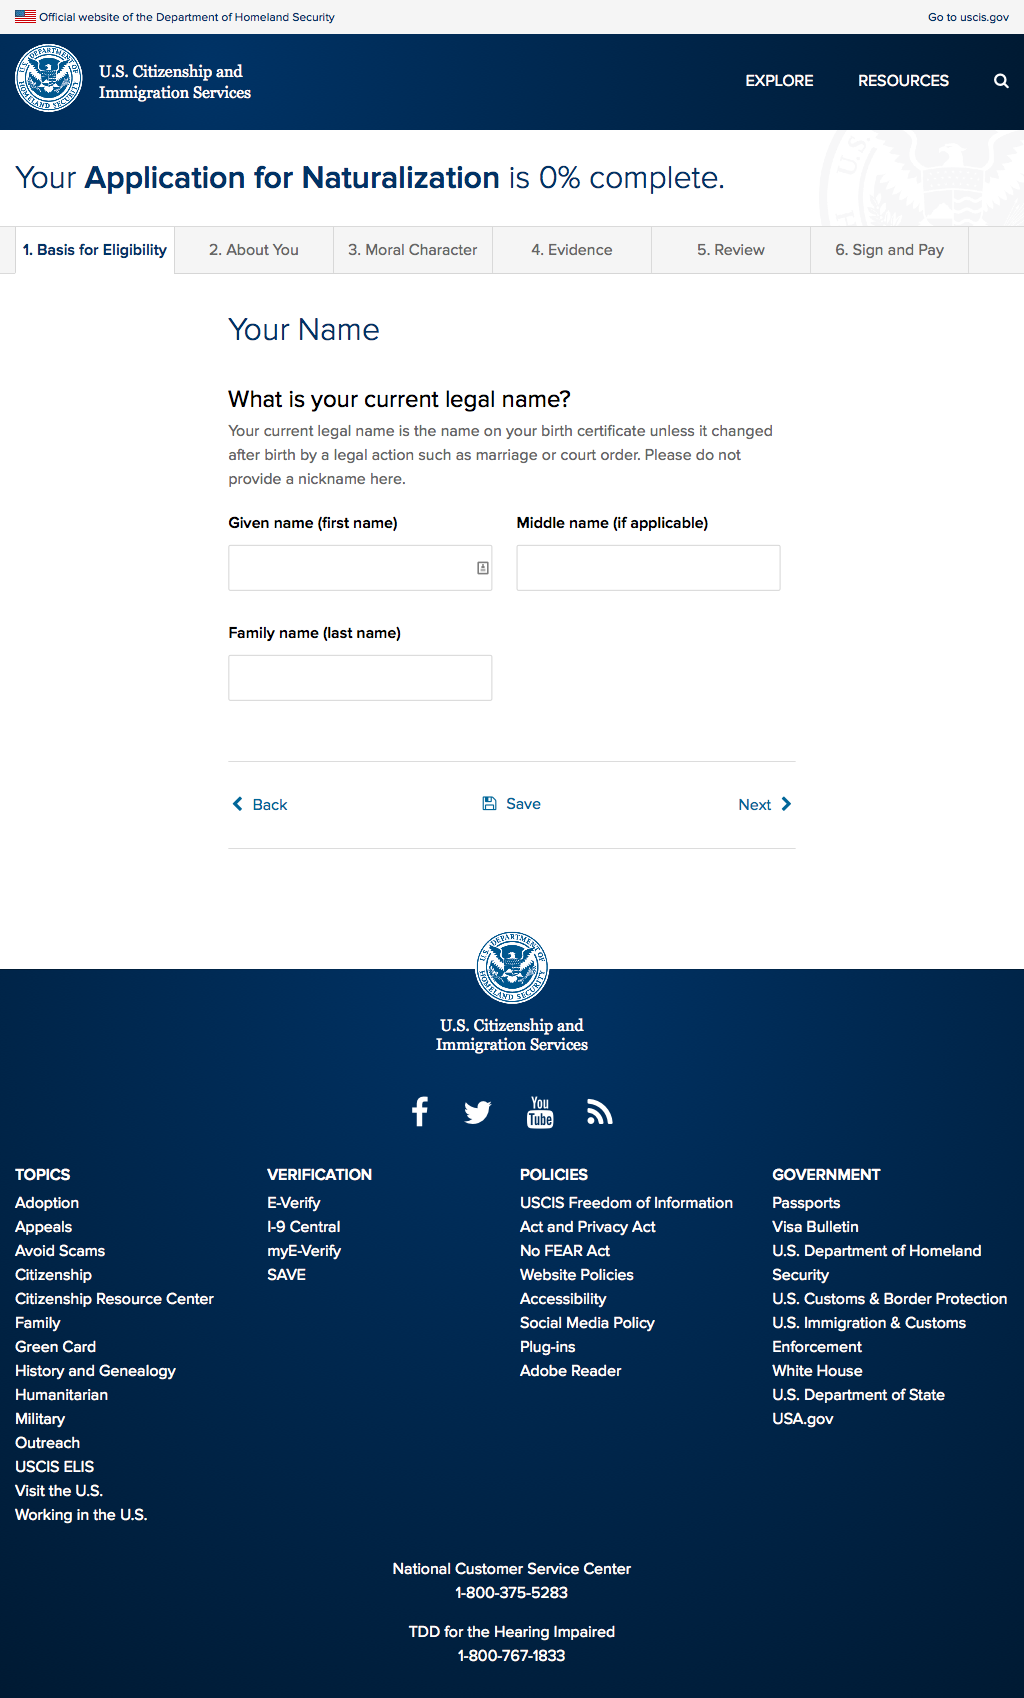 Official website of the Department of Homeland Security
Go to uscis.gov
U.S. Citizenship and
Immigration Services
EXPLORE
RESOURCES
Your Application for Naturalization is 0% complete.
1. Basis for Eligibility
2. About You
3. Moral Character
4. Evidence
5. Review
6. Sign and Pay
Your Name
What is your current legal name?
Your current legal name is the name on your birth certificate unless it changed
after birth by a legal action such as marriage or court order. Please do not
provide a nickname here.
Given name (first name)
Middle name (if applicable)
Family name (last name)
Back
Save
Next
U.S. DEPARTMENT OF
HOMELAND SECURITY
U.S. Citizenship and
Immigration Services
You
Tube
TOPICS
Adoption
Appeals
Avoid Scams
Citizenship
Citizenship Resource Center
Family
Green Card
History and Genealogy
Humanitarian
Military
Outreach
USCIS ELIS
Visit the U.S.
Working in the U.S.
VERIFICATION
E-Verify
I-9 Central
myE-Verify
SAVE
POLICIES
USCIS Freedom of Information
Act and Privacy Act
No FEAR Act
Website Policies
Accessibility
Social Media Policy
Plug-ins
Adobe Reader
GOVERNMENT
Passports
Visa Bulletin
U.S. Department of Homeland
Security
U.S. Customs & Border Protection
U.S. Immigration & Customs
Enforcement
White House
U.S. Department of State
USA.gov
National Customer Service Center
1-800-375-5283
TDD for the Hearing Impaired
1-800-767-1833